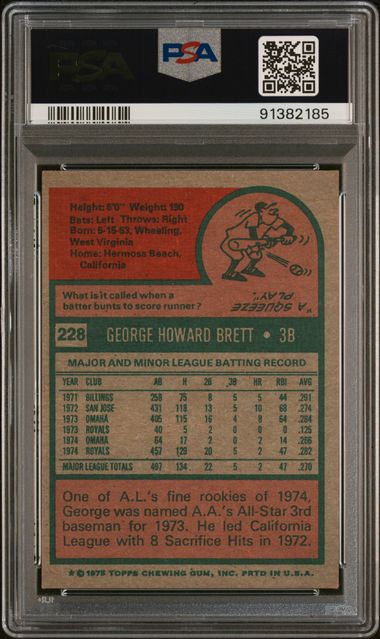 PSA
PSA
91382185
Height: 6'0" Weight: 190
Bats: Left Throws: Right
Born: 5-15-53, Wheeling,
West Virginia
Home: Hermosa Beach,
California
"A SQUEEZE
PLAY."
What is it called when a
batter bunts to score runner?
228 GEORGE HOWARD BRETT • 3B
MAJOR AND MINOR LEAGUE BATTING RECORD
YEAR CLUB AB H 2B 3B HR RBI AVG
1971 BILLINGS 258 75 8 5 5 44 .291
1972 SAN JOSE 431 118 13 5 10 68 .274
1973 OMAHA 405 115 16 4 8 64 .284
1973 ROYALS 40 5 2 0 0 0 .125
1974 OMAHA 64 17 2 0 2 14 .266
1974 ROYALS 457 129 20 5 2 47 .282
MAJOR LEAGUE TOTALS 497 134 22 5 2 47 .270
One of A.L.'s fine rookies of 1974,
George was named A.A.'s All-Star 3rd
baseman for 1973. He led California
League with 8 Sacrifice Hits in 1972.
* © 1975 TOPPS CHEWING GUM, INC. PRTD IN U.S.A.